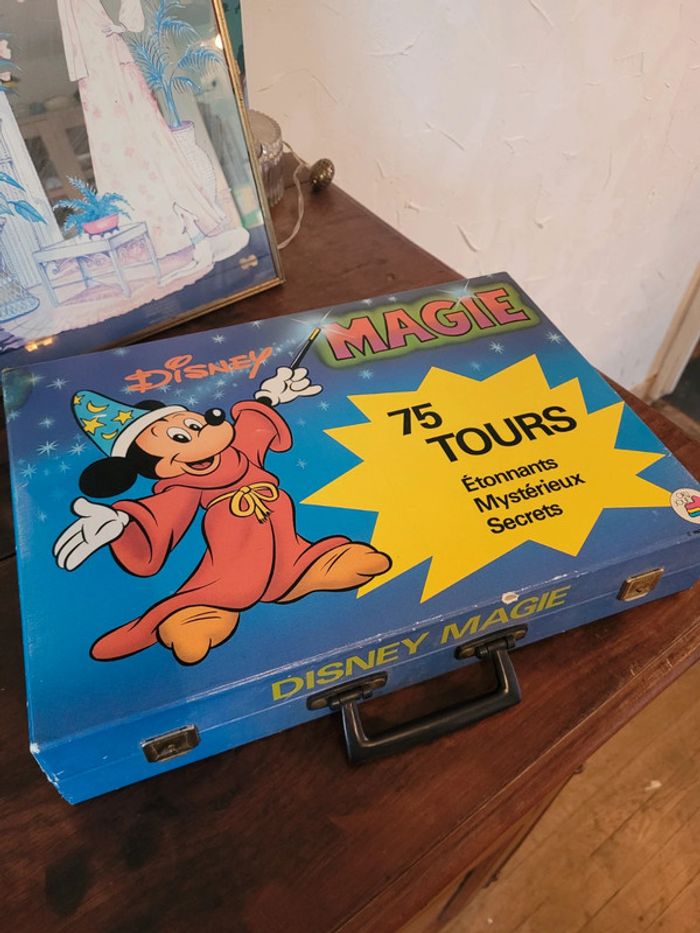 DISNEY
MAGIE
75
TOURS
Étonnants
Mystérieux
Secrets
DISNEY MAGIE